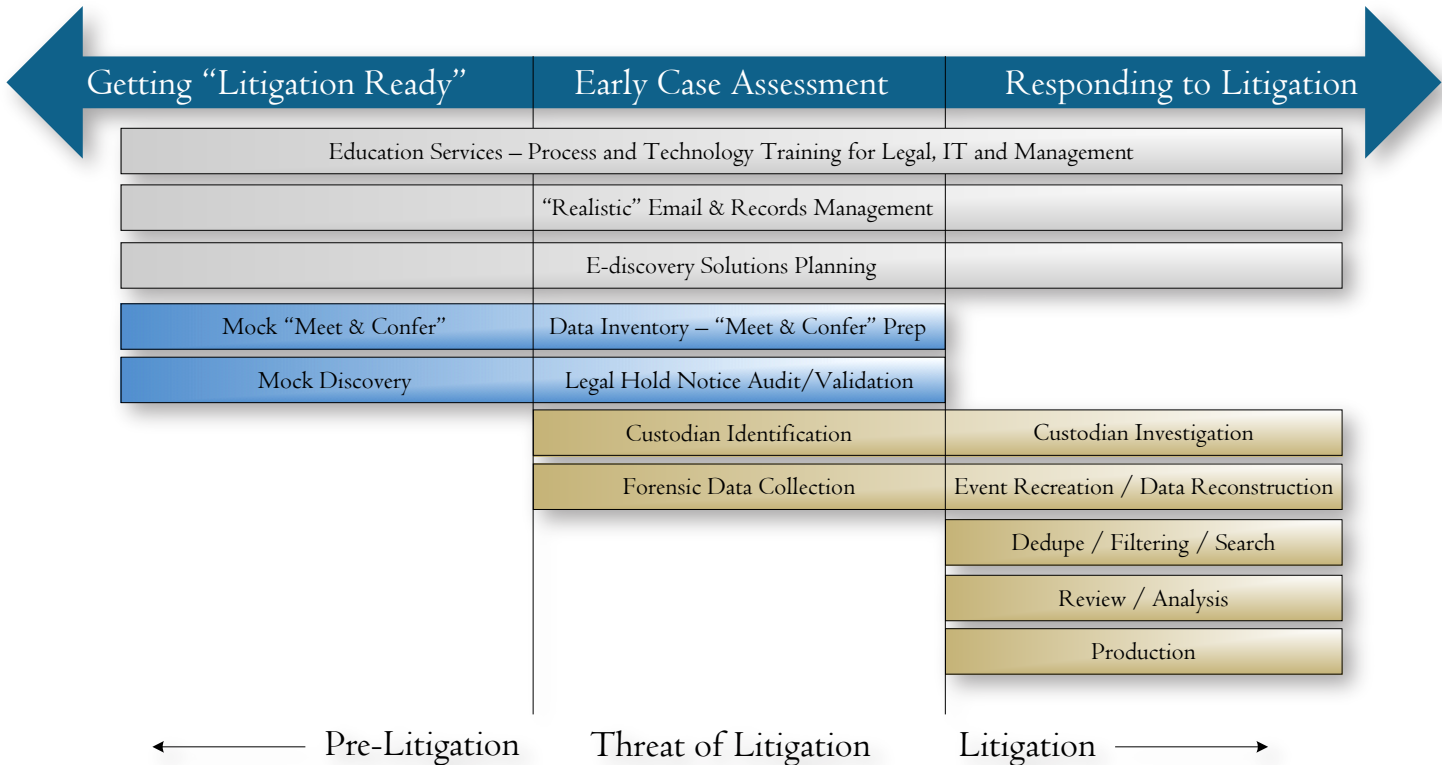 Getting “Litigation Ready”
Early Case Assessment
Responding to Litigation
Education Services – Process and Technology Training for Legal, IT and Management
“Realistic” Email & Records Management
E-discovery Solutions Planning
Mock “Meet & Confer”
Data Inventory – “Meet & Confer” Prep
Mock Discovery
Legal Hold Notice Audit/Validation
Custodian Identification
Custodian Investigation
Forensic Data Collection
Event Recreation / Data Reconstruction
Dedupe / Filtering / Search
Review / Analysis
Production
Pre-Litigation
Threat of Litigation
Litigation